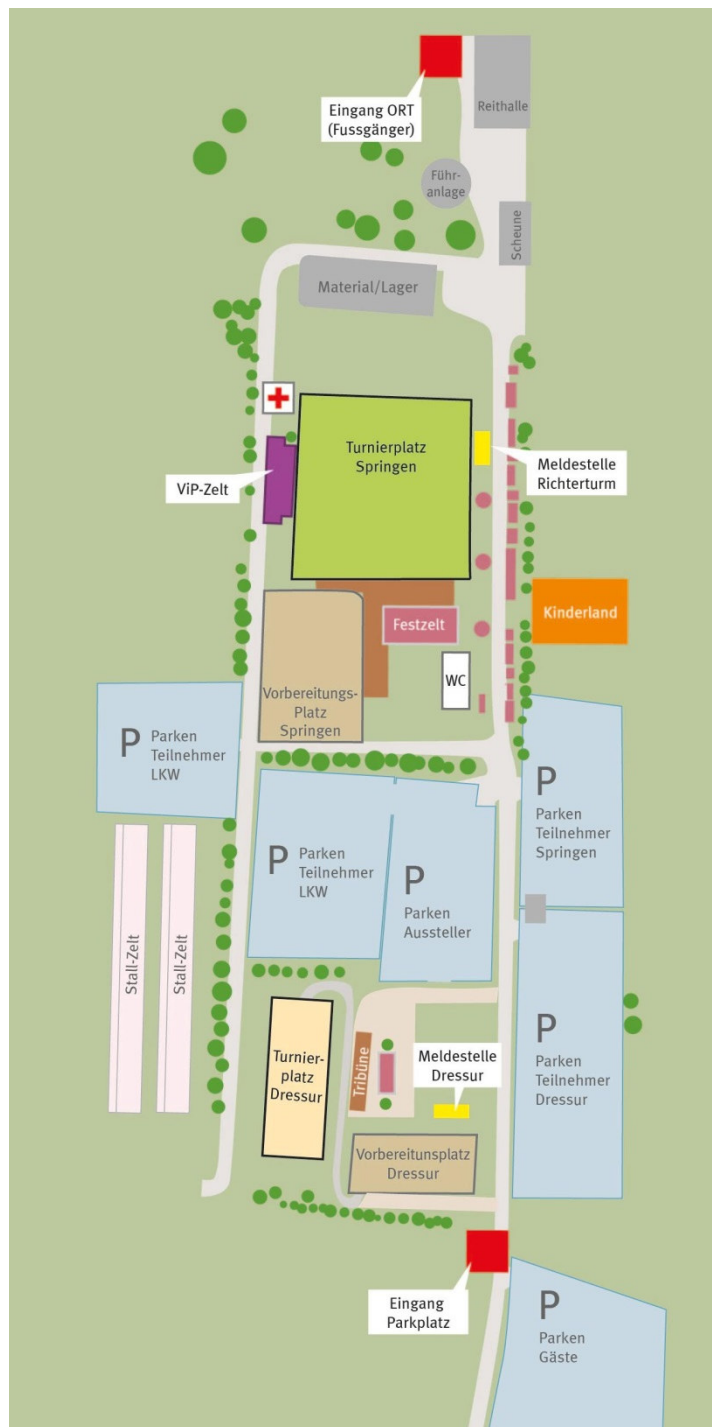 Eingang ORT
(Fussgänger)
Reithalle
Führ-
anlage
Scheune
Material/Lager
Turnierplatz
Springen
Meldestelle
Richterturm
ViP-Zelt
Kinderland
Festzelt
WC
Vorbereitungs-
Platz
Springen
P Parken
Teilnehmer
LKW
P
Parken
Teilnehmer
Springen
P Parken
Teilnehmer
LKW
P
Parken
Aussteller
Stall-Zelt
Stall-Zelt
Turnier-
platz
Dressur
Tribüne
Meldestelle
Dressur
P
Parken
Teilnehmer
Dressur
Vorbereitunsplatz
Dressur
Eingang
Parkplatz
P
Parken
Gäste